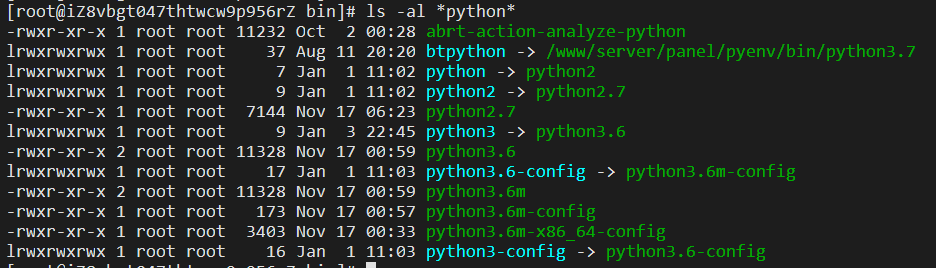 [root@iZ8vbgt047thtwcw9p956rZ bin]# ls -al *python*
-rwxr-xr-x 1 root root 11232 Oct  2 00:28 abrt-action-analyze-python
lrwxrwxrwx 1 root root    37 Aug 11 20:20 btpython -> /www/server/panel/pyenv/bin/python3.7
lrwxrwxrwx 1 root root     7 Jan  1 11:02 python -> python2
lrwxrwxrwx 1 root root     9 Jan  1 11:02 python2 -> python2.7
-rwxr-xr-x 1 root root  7144 Nov 17 06:23 python2.7
lrwxrwxrwx 1 root root     9 Jan  3 22:45 python3 -> python3.6
-rwxr-xr-x 2 root root 11328 Nov 17 00:59 python3.6
lrwxrwxrwx 1 root root    17 Jan  1 11:03 python3.6-config -> python3.6m-config
-rwxr-xr-x 2 root root 11328 Nov 17 00:59 python3.6m
-rwxr-xr-x 1 root root   173 Nov 17 00:57 python3.6m-config
-rwxr-xr-x 1 root root  3403 Nov 17 00:33 python3.6m-x86_64-config
lrwxrwxrwx 1 root root    16 Jan  1 11:03 python3-config -> python3.6-config
[root@iZ8vbgt047thtwcw9p956rZ bin]#